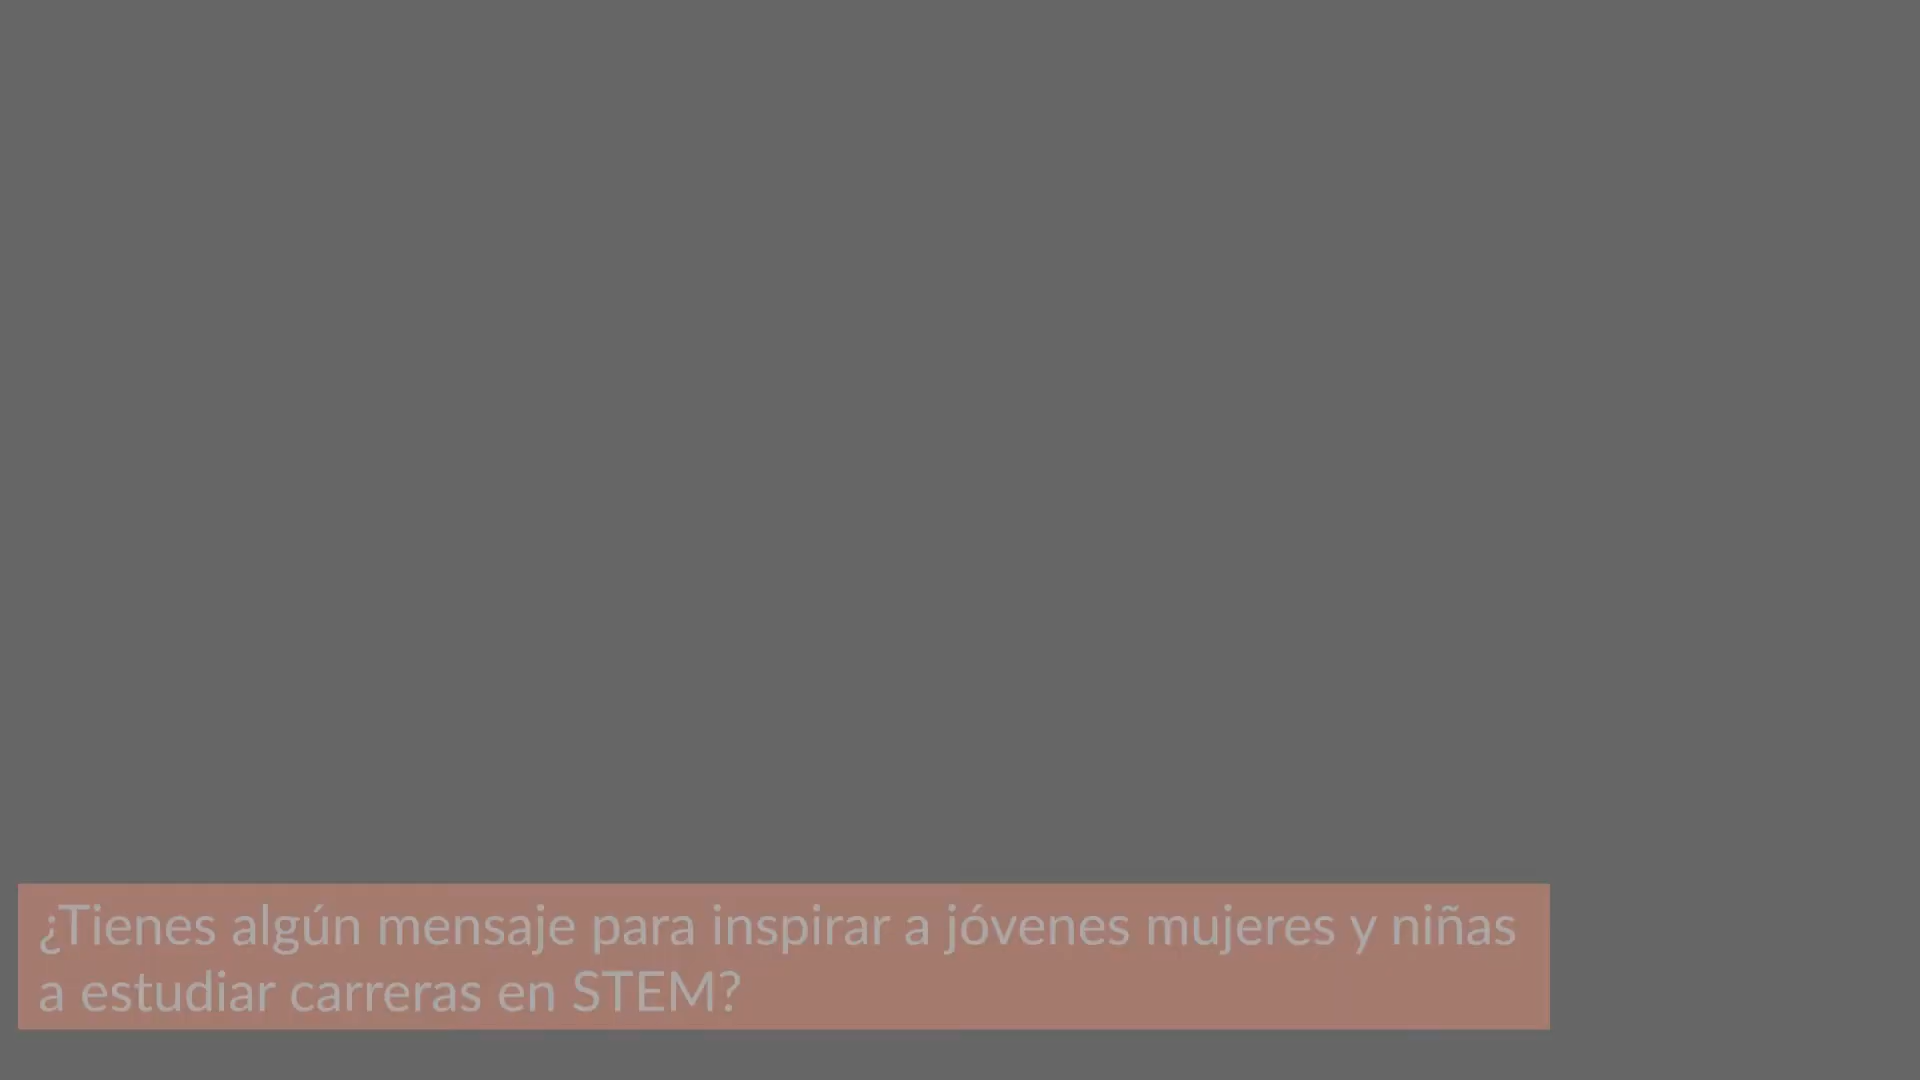 ¿Tienes algún mensaje para inspirar a jóvenes mujeres y niñas
a estudiar carreras en STEM?